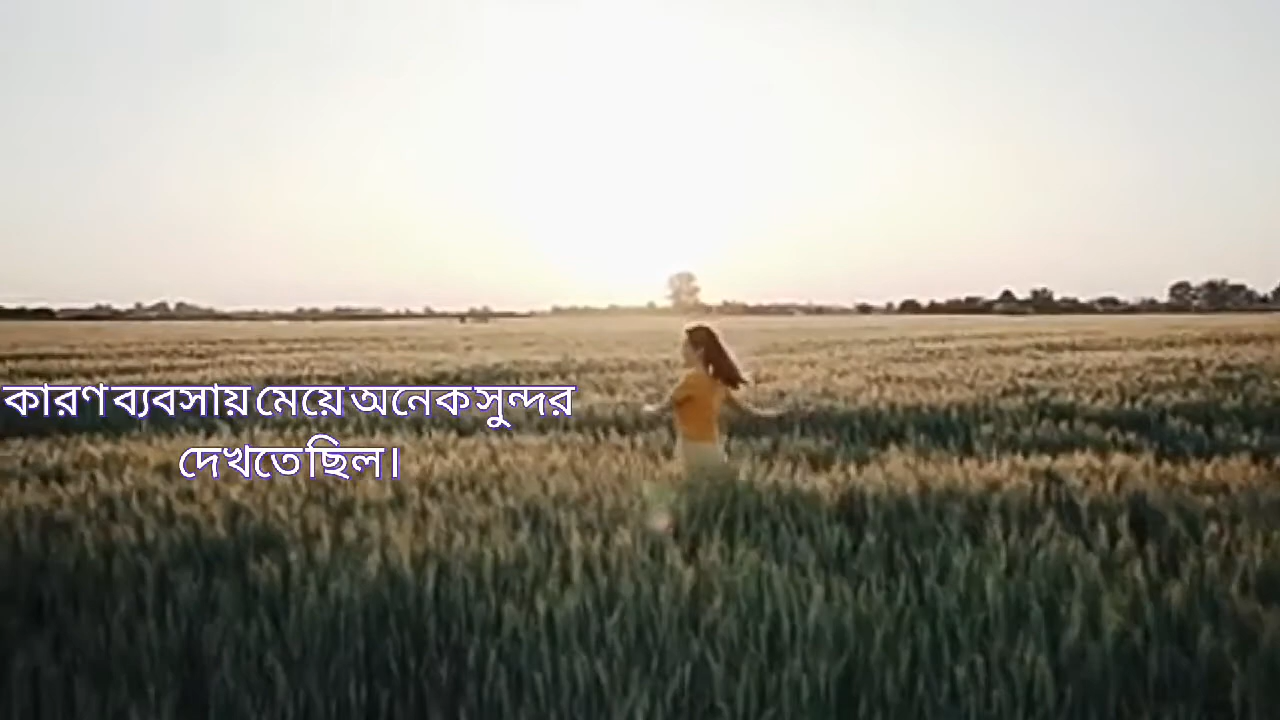 কারণ ব্যবসায় মেয়ে অনেক সুন্দর
দেখতে ছিল।